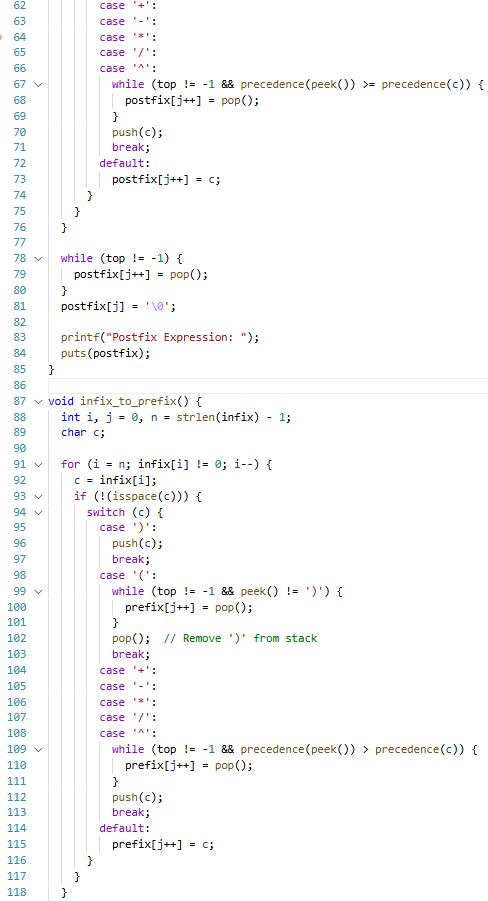 62 case '+':
63 case '-':
64 case '*':
65 case '/':
66 case '^':
67 while (top != -1 && precedence(peek()) >= precedence(c)) {
68 postfix[j++] = pop();
69 }
70 push(c);
71 break;
72 default:
73 postfix[j++] = c;
74 }
75 }
76 }
77
78 while (top != -1) {
79 postfix[j++] = pop();
80 }
81 postfix[j] = '\0';
82
83 printf("Postfix Expression: ");
84 puts(postfix);
85 }
86
87 void infix_to_prefix() {
88 int i, j = 0, n = strlen(infix) - 1;
89 char c;
90
91 for (i = n; infix[i] != 0; i--) {
92 c = infix[i];
93 if (!(isspace(c))) {
94 switch (c) {
95 case ')':
96 push(c);
97 break;
98 case '(':
99 while (top != -1 && peek() != ')') {
100 prefix[j++] = pop();
101 }
102 pop();  // Remove ')' from stack
103 break;
104 case '+':
105 case '-':
106 case '*':
107 case '/':
108 case '^':
109 while (top != -1 && precedence(peek()) > precedence(c)) {
110 prefix[j++] = pop();
111 }
112 push(c);
113 break;
114 default:
115 prefix[j++] = c;
116 }
117 }
118 }